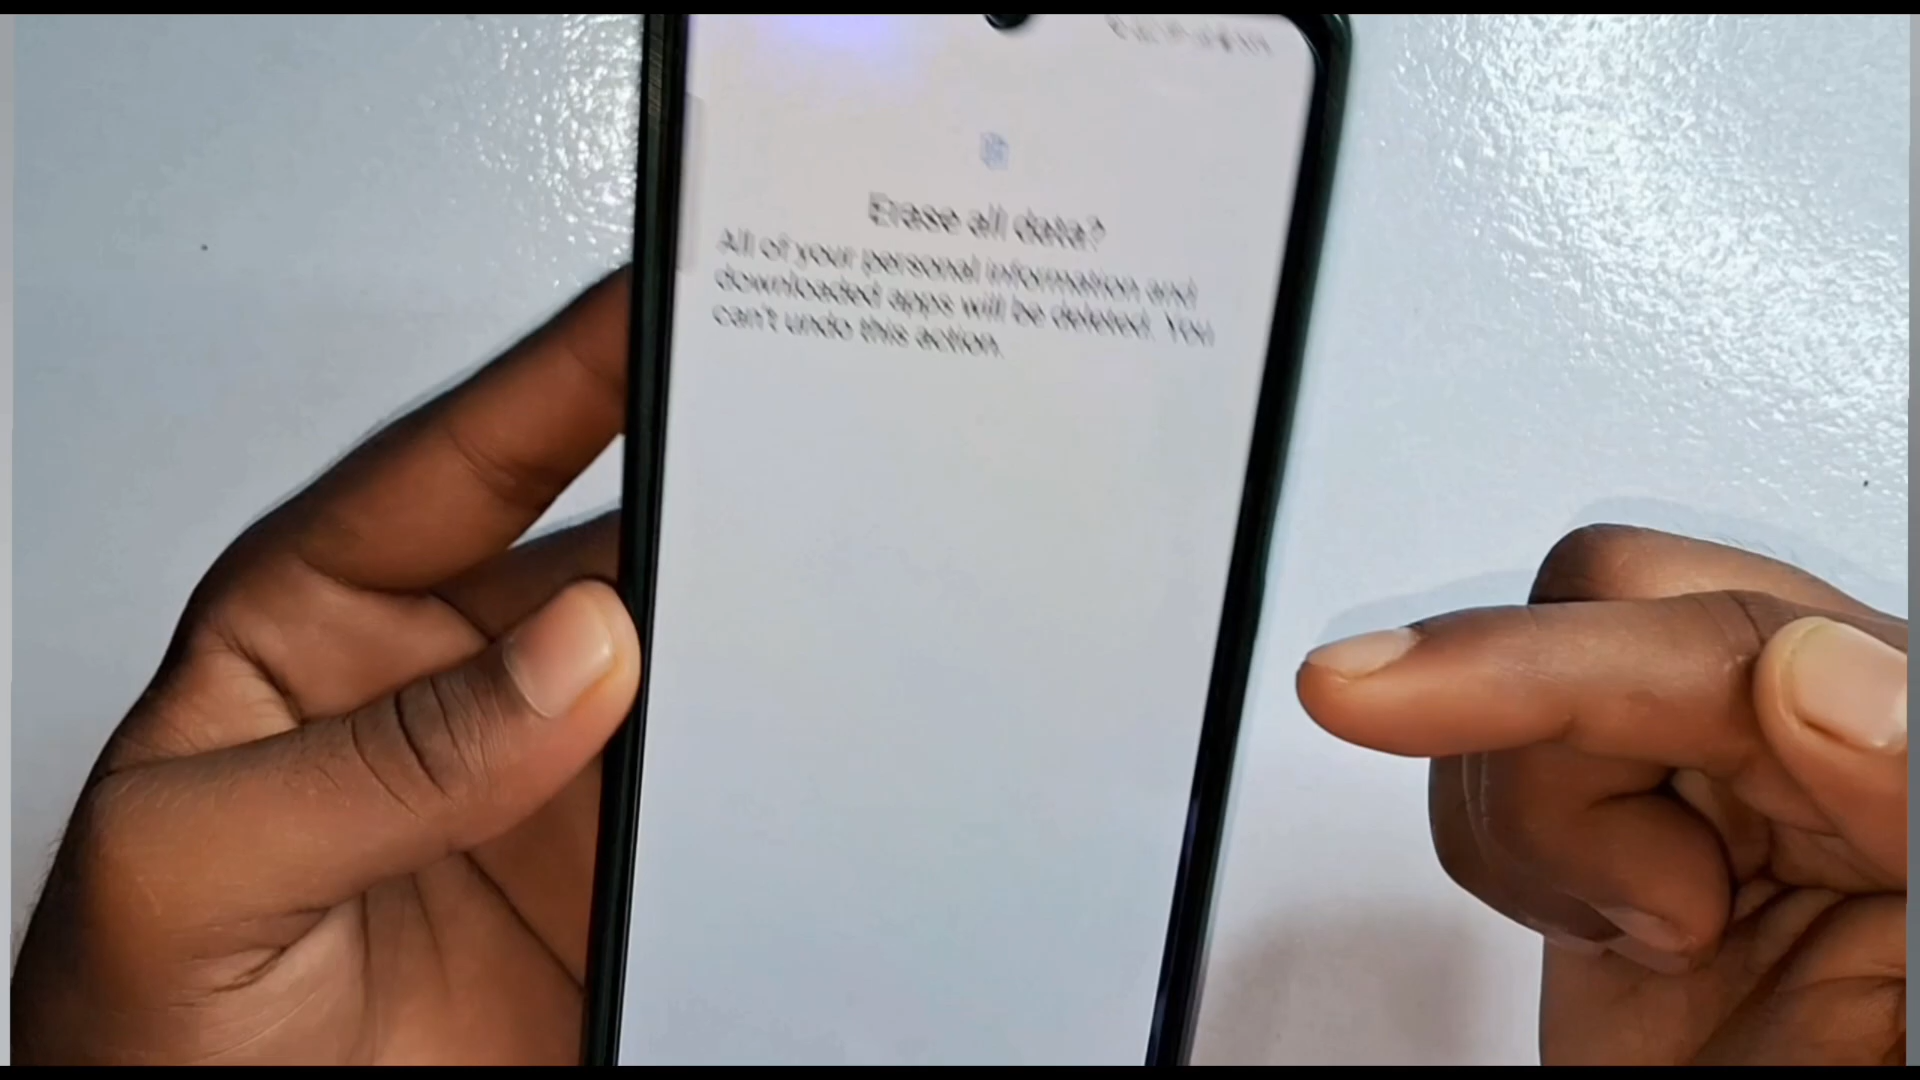 Erase all data?
All of your personal information and
downloaded apps will be deleted. You
can't undo this action.